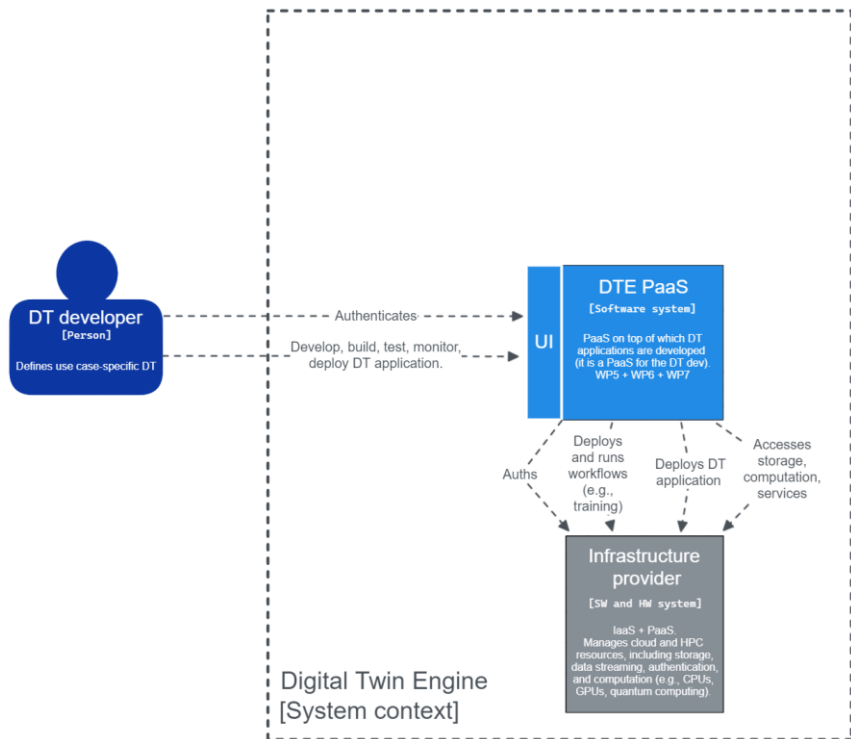 DT developer
[Person]
Defines use case-specific DT
Authenticates
Develop, build, test, monitor,
deploy DT application.
UI
DTE PaaS
[Software system]
PaaS on top of which DT
applications are developed
(it is a PaaS for the DT dev).
WP5 + WP6 + WP7
Auths
Deploys
and runs
workflows
(e.g.,
training)
Deploys DT
application
Accesses
storage,
computation,
services
Infrastructure
provider
[SW and HW system]
IaaS + PaaS.
Manages cloud and HPC
resources, including storage,
data streaming, authentication,
and computation (e.g., CPUs,
GPUs, quantum computing).
Digital Twin Engine
[System context]